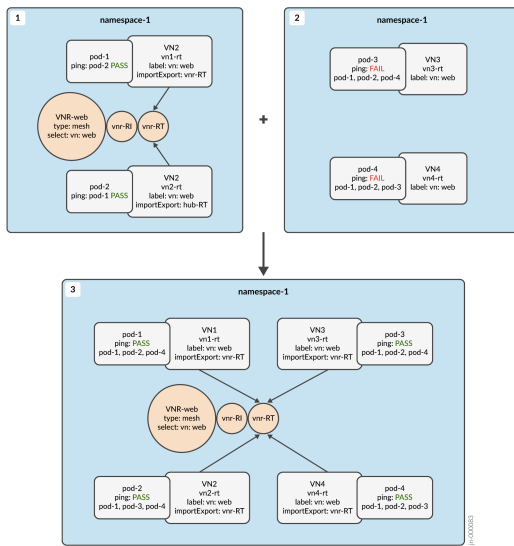 1
namespace-1
pod-1
ping: pod-2 PASS
VN2
vn1-rt
label: vn: web
importExport: vnr-RT
VNR-web
type: mesh
select: vn: web
vnr-RI
vnr-RT
pod-2
ping: pod-1 PASS
VN2
vn2-rt
label: vn: web
importExport: hub-RT
+
2
namespace-1
pod-3
ping: FAIL
pod-1, pod-2, pod-4
VN3
vn3-rt
label: vn: web
pod-4
ping: FAIL
pod-1, pod-2, pod-3
VN4
vn4-rt
label: vn: web
3
namespace-1
pod-1
ping: PASS
pod-1, pod-2, pod-4
VN1
vn1-rt
label: vn: web
importExport: vnr-RT
VN3
vn3-rt
label: vn: web
importExport: vnr-RT
pod-3
ping: PASS
pod-1, pod-2, pod-4
VNR-web
type: mesh
select: vn: web
vnr-RI
vnr-RT
pod-2
ping: PASS
pod-1, pod-3, pod-4
VN2
vn2-rt
label: vn: web
importExport: vnr-RT
VN4
vn4-rt
label: vn: web
importExport: vnr-RT
pod-4
ping: PASS
pod-1, pod-2, pod-3
jn-000083